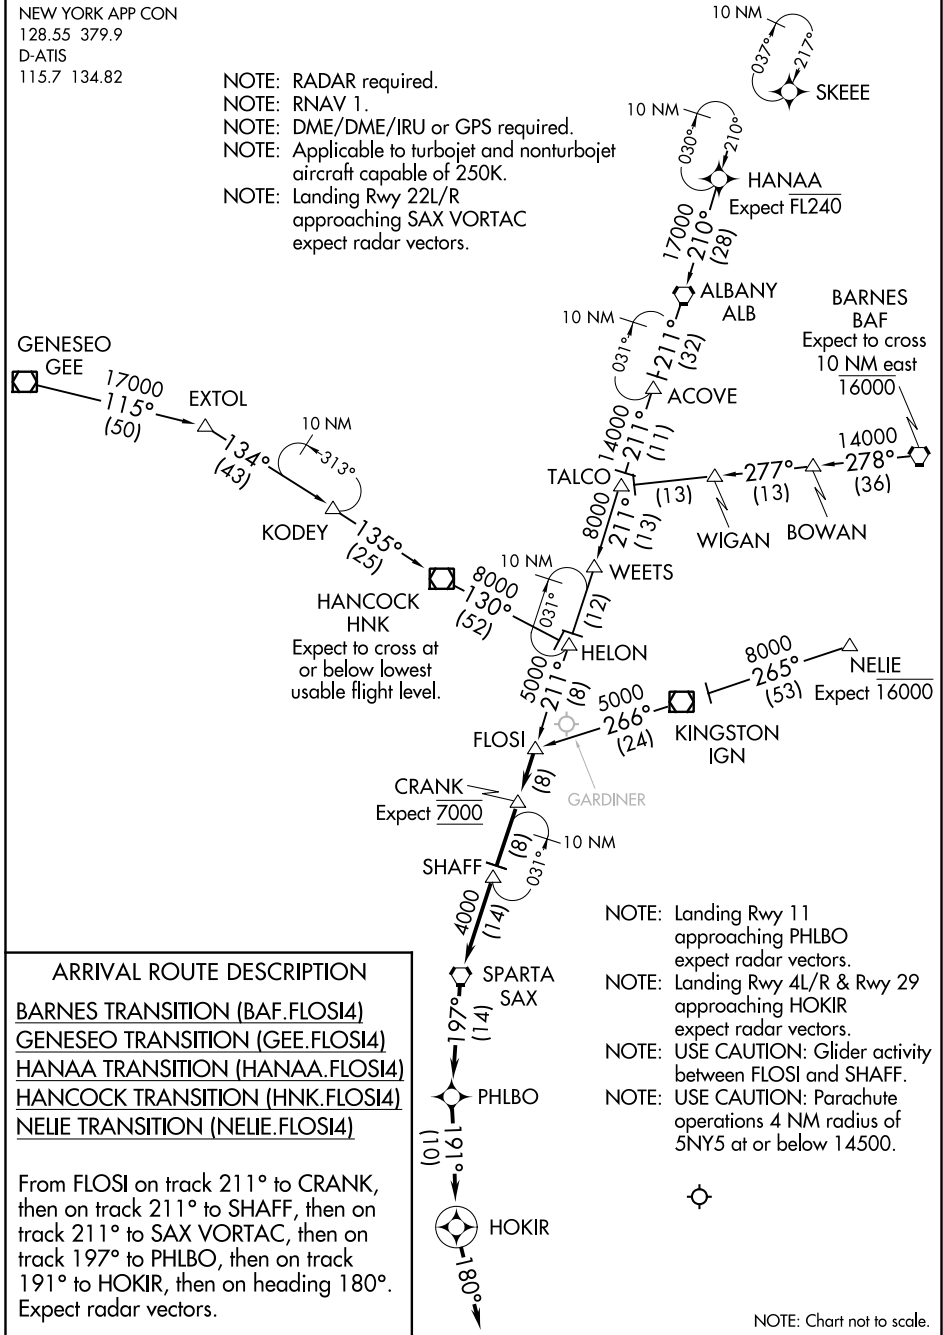 NEW YORK APP CON
128.55 379.9
D-ATIS
115.7 134.82
NOTE: RADAR required.
NOTE: RNAV 1.
NOTE: DME/DME/IRU or GPS required.
NOTE: Applicable to turbojet and nonturbojet
aircraft capable of 250K.
NOTE: Landing Rwy 22L/R
approaching SAX VORTAC
expect radar vectors.
10 NM
037°
217°
SKEEE
10 NM
030°
210°
HANAA
Expect FL240
17000
210°
(28)
ALBANY
ALB
10 NM
031°
211°
(32)
ACOVE
BARNES
BAF
Expect to cross
10 NM east
16000
GENESEO
GEE
17000
115°
(50)
EXTOL
134°
(43)
10 NM
313°
KODEY
135°
(25)
14000
211°
(11)
TALCO
(13)
277°
(13)
14000
278°
(36)
WIGAN
BOWAN
8000
211°
(13)
WEETS
(12)
HANCOCK
HNK
Expect to cross at
or below lowest
usable flight level.
8000
130°
(52)
10 NM
031°
HELON
5000
211°
(8)
8000
265°
(53)
NELIE
Expect 16000
5000
266°
(24)
KINGSTON
IGN
FLOSI
GARDINER
(8)
CRANK
Expect 7000
(8)
10 NM
031°
SHAFF
4000
(14)
SPARTA
SAX
197°
(14)
PHLBO
191°
(10)
HOKIR
180°
NOTE: Landing Rwy 11
approaching PHLBO
expect radar vectors.
NOTE: Landing Rwy 4L/R & Rwy 29
approaching HOKIR
expect radar vectors.
NOTE: USE CAUTION: Glider activity
between FLOSI and SHAFF.
NOTE: USE CAUTION: Parachute
operations 4 NM radius of
5NY5 at or below 14500.
ARRIVAL ROUTE DESCRIPTION
BARNES TRANSITION (BAF.FLOSI4)
GENESEO TRANSITION (GEE.FLOSI4)
HANAA TRANSITION (HANAA.FLOSI4)
HANCOCK TRANSITION (HNK.FLOSI4)
NELIE TRANSITION (NELIE.FLOSI4)
From FLOSI on track 211° to CRANK,
then on track 211° to SHAFF, then on
track 211° to SAX VORTAC, then on
track 197° to PHLBO, then on track
191° to HOKIR, then on heading 180°.
Expect radar vectors.
NOTE: Chart not to scale.